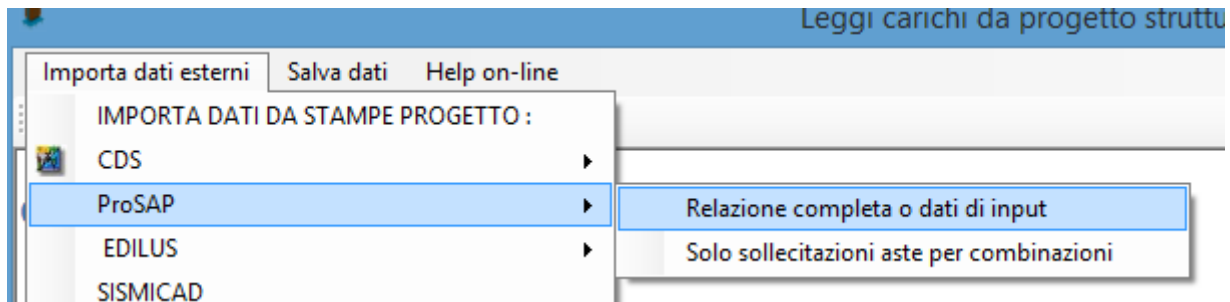 Leggi carichi da progetto
Importa dati esterni Salva dati Help on-line
IMPORTA DATI DA STAMPE PROGETTO :
CDS
ProSAP
Relazione completa o dati di input
EDILUS
Solo sollecitazioni aste per combinazioni
SISMICAD